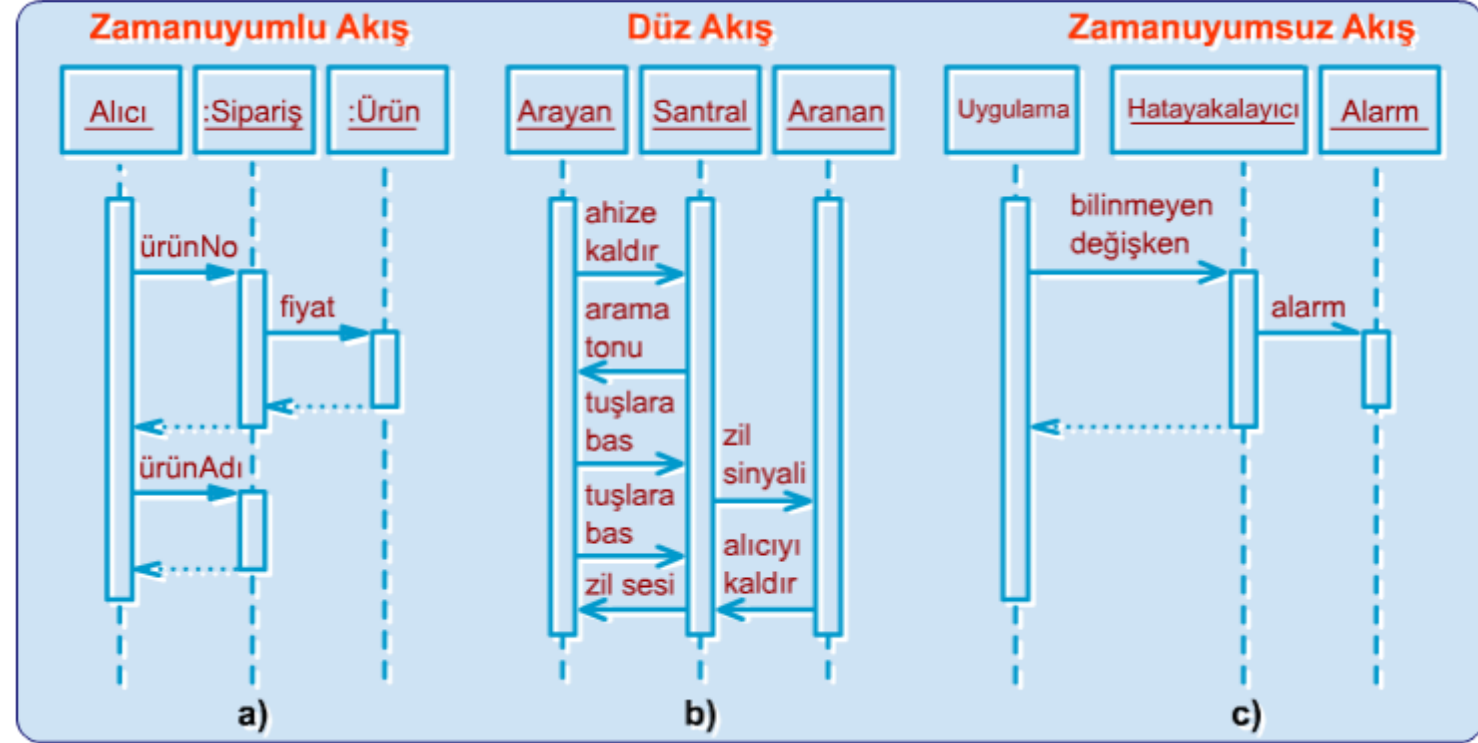 Zamanuyumlu Akış
Alıcı
:Sipariş
:Ürün
ürünNo
fiyat
ürünAdı
a)
Düz Akış
Arayan
Santral
Aranan
ahize
kaldır
arama
tonu
tuşlara
bas
zil
sinyali
tuşlara
bas
alıcıyı
kaldır
zil sesi
b)
Zamanuyumsuz Akış
Uygulama
Hatayakalayıcı
Alarm
bilinmeyen
değişken
alarm
c)